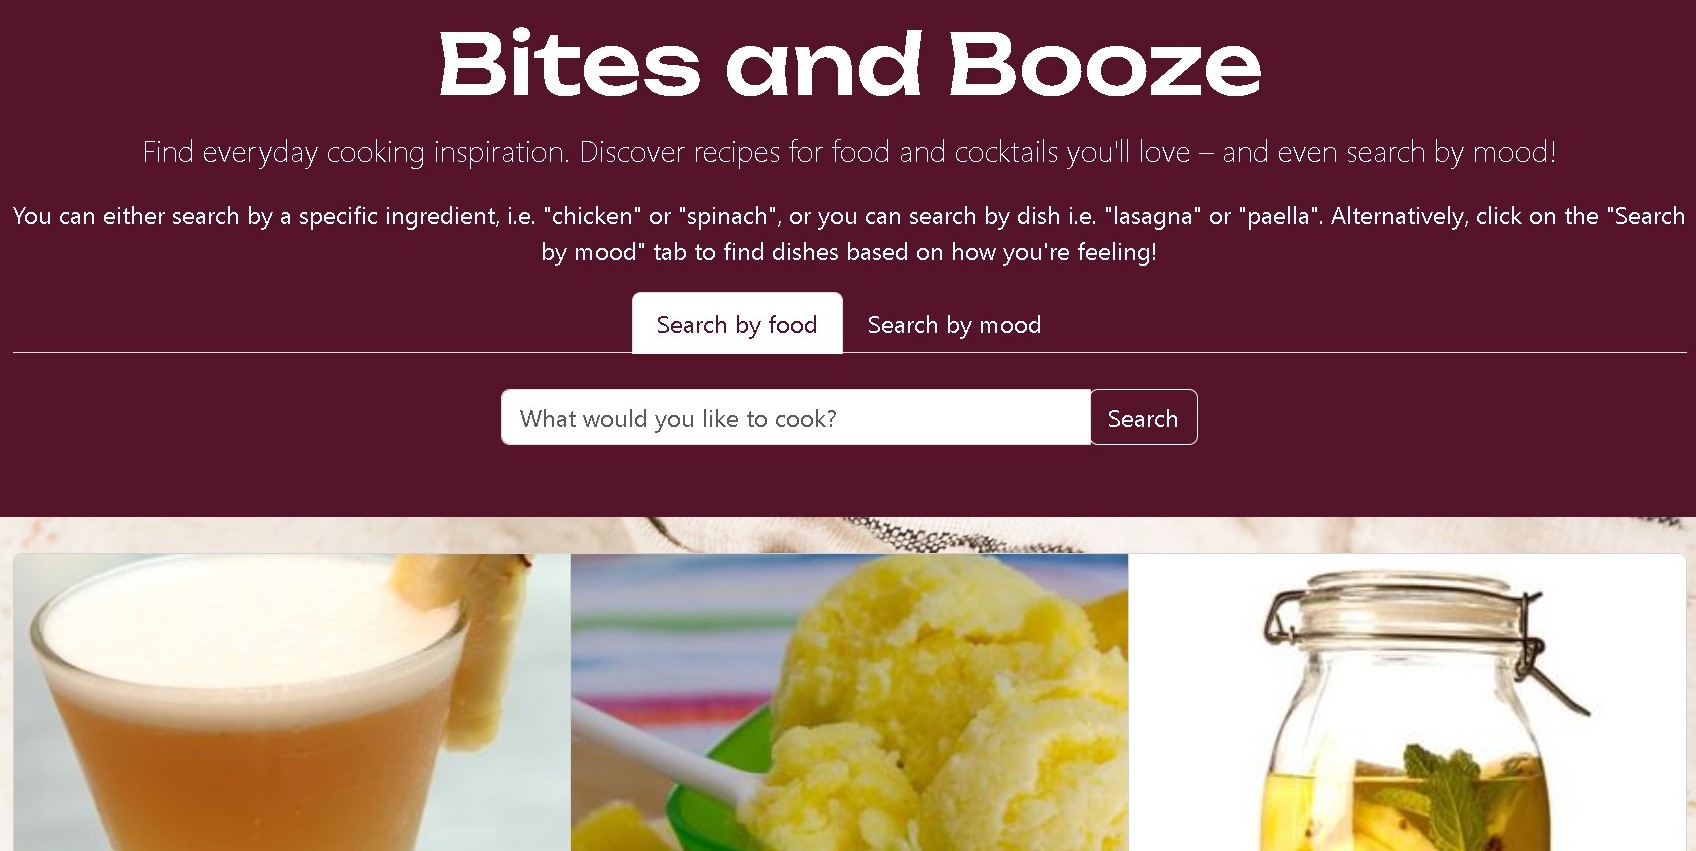 Bites and Booze
Find everyday cooking inspiration. Discover recipes for food and cocktails you'll love – and even search by mood!
You can either search by a specific ingredient, i.e. "chicken" or "spinach", or you can search by dish i.e. "lasagna" or "paella". Alternatively, click on the "Search
by mood" tab to find dishes based on how you're feeling!
Search by food Search by mood
What would you like to cook? Search